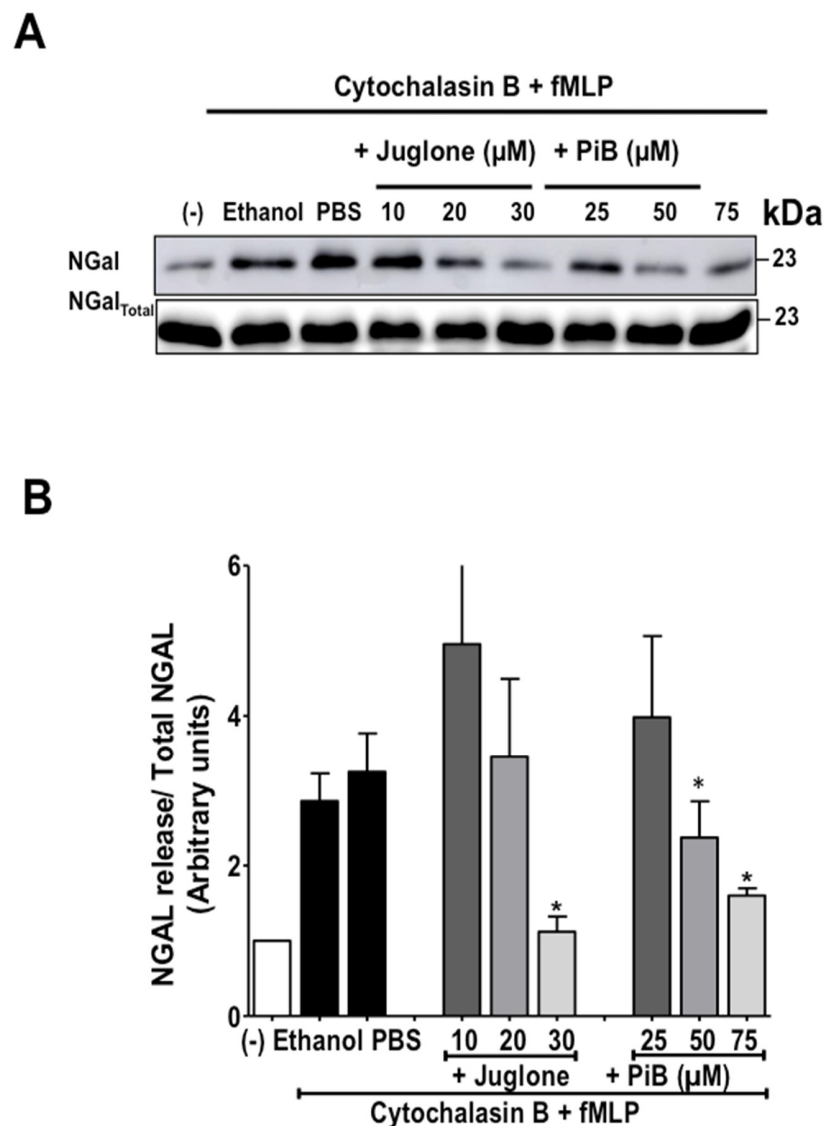 A
Cytochalasin B + fMLP
+ Juglone (µM) + PiB (µM)
(-) Ethanol PBS 10 20 30 25 50 75 kDa
NGal 23
NGal Total 23
B
NGAL release/ Total NGAL
(Arbitrary units)
6
4
2
0
*
*
*
(-) Ethanol PBS 10 20 30 25 50 75
+ Juglone + PiB (µM)
Cytochalasin B + fMLP